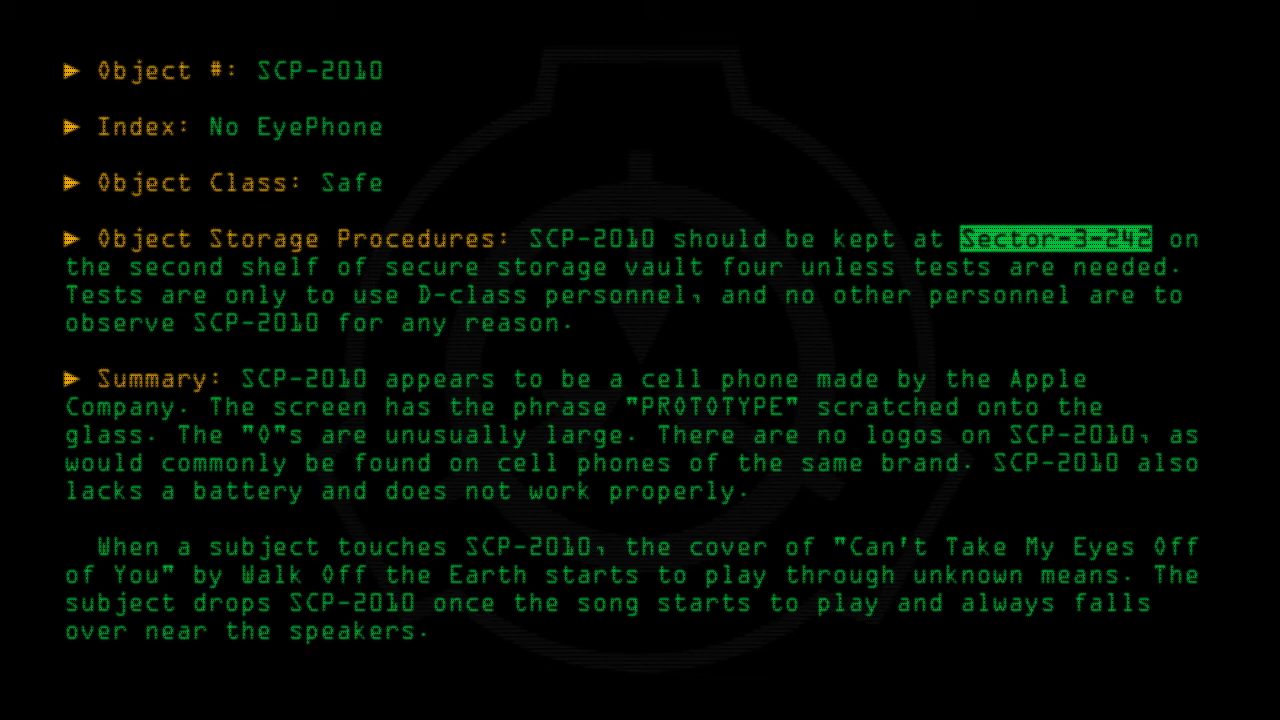 ► Object #: SCP-2010
► Index: No EyePhone
► Object Class: Safe
► Object Storage Procedures: SCP-2010 should be kept at Sector-3-242 on
the second shelf of secure storage vault four unless tests are needed.
Tests are only to use D-class personnel, and no other personnel are to
observe SCP-2010 for any reason.
► Summary: SCP-2010 appears to be a cell phone made by the Apple
Company. The screen has the phrase "PROTOTYPE" scratched onto the
glass. The "O"s are unusually large. There are no logos on SCP-2010, as
would commonly be found on cell phones of the same brand. SCP-2010 also
lacks a battery and does not work properly.
When a subject touches SCP-2010, the cover of "Can't Take My Eyes Off
of You" by Walk Off the Earth starts to play through unknown means. The
subject drops SCP-2010 once the song starts to play and always falls
over near the speakers.